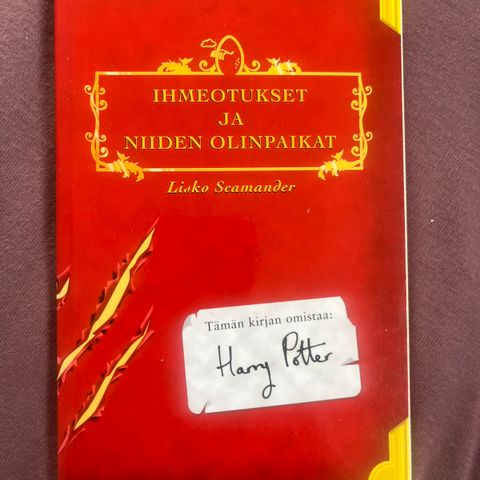 IHMEOTUKSET
JA
NIIDEN OLINPAIKAT
Lisko Scamander
Tämän kirjan omistaa:
Harry Potter